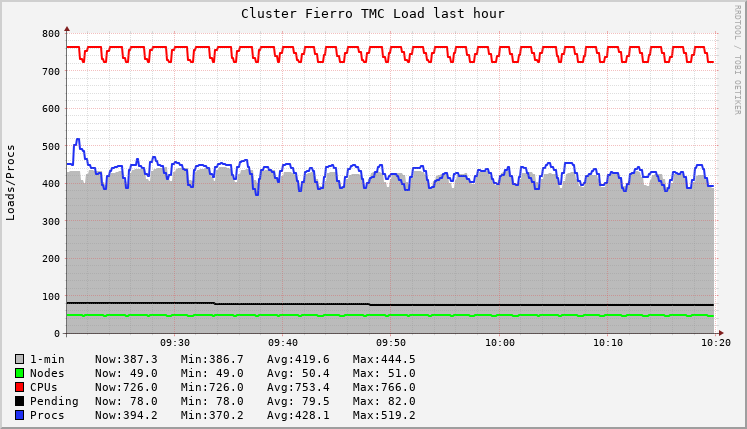 Cluster Fierro TMC Load last hour
RRDTOOL / TOBI OETIKER
Loads/Procs
800
700
600
500
400
300
200
100
0
09:30 09:40 09:50 10:00 10:10 10:20
1-min Now:387.3 Min:386.7 Avg:419.6 Max:444.5
Nodes Now: 49.0 Min: 49.0 Avg: 50.4 Max: 51.0
CPUs Now:726.0 Min:726.0 Avg:753.4 Max:766.0
Pending Now: 78.0 Min: 78.0 Avg: 79.5 Max: 82.0
Procs Now:394.2 Min:370.2 Avg:428.1 Max:519.2